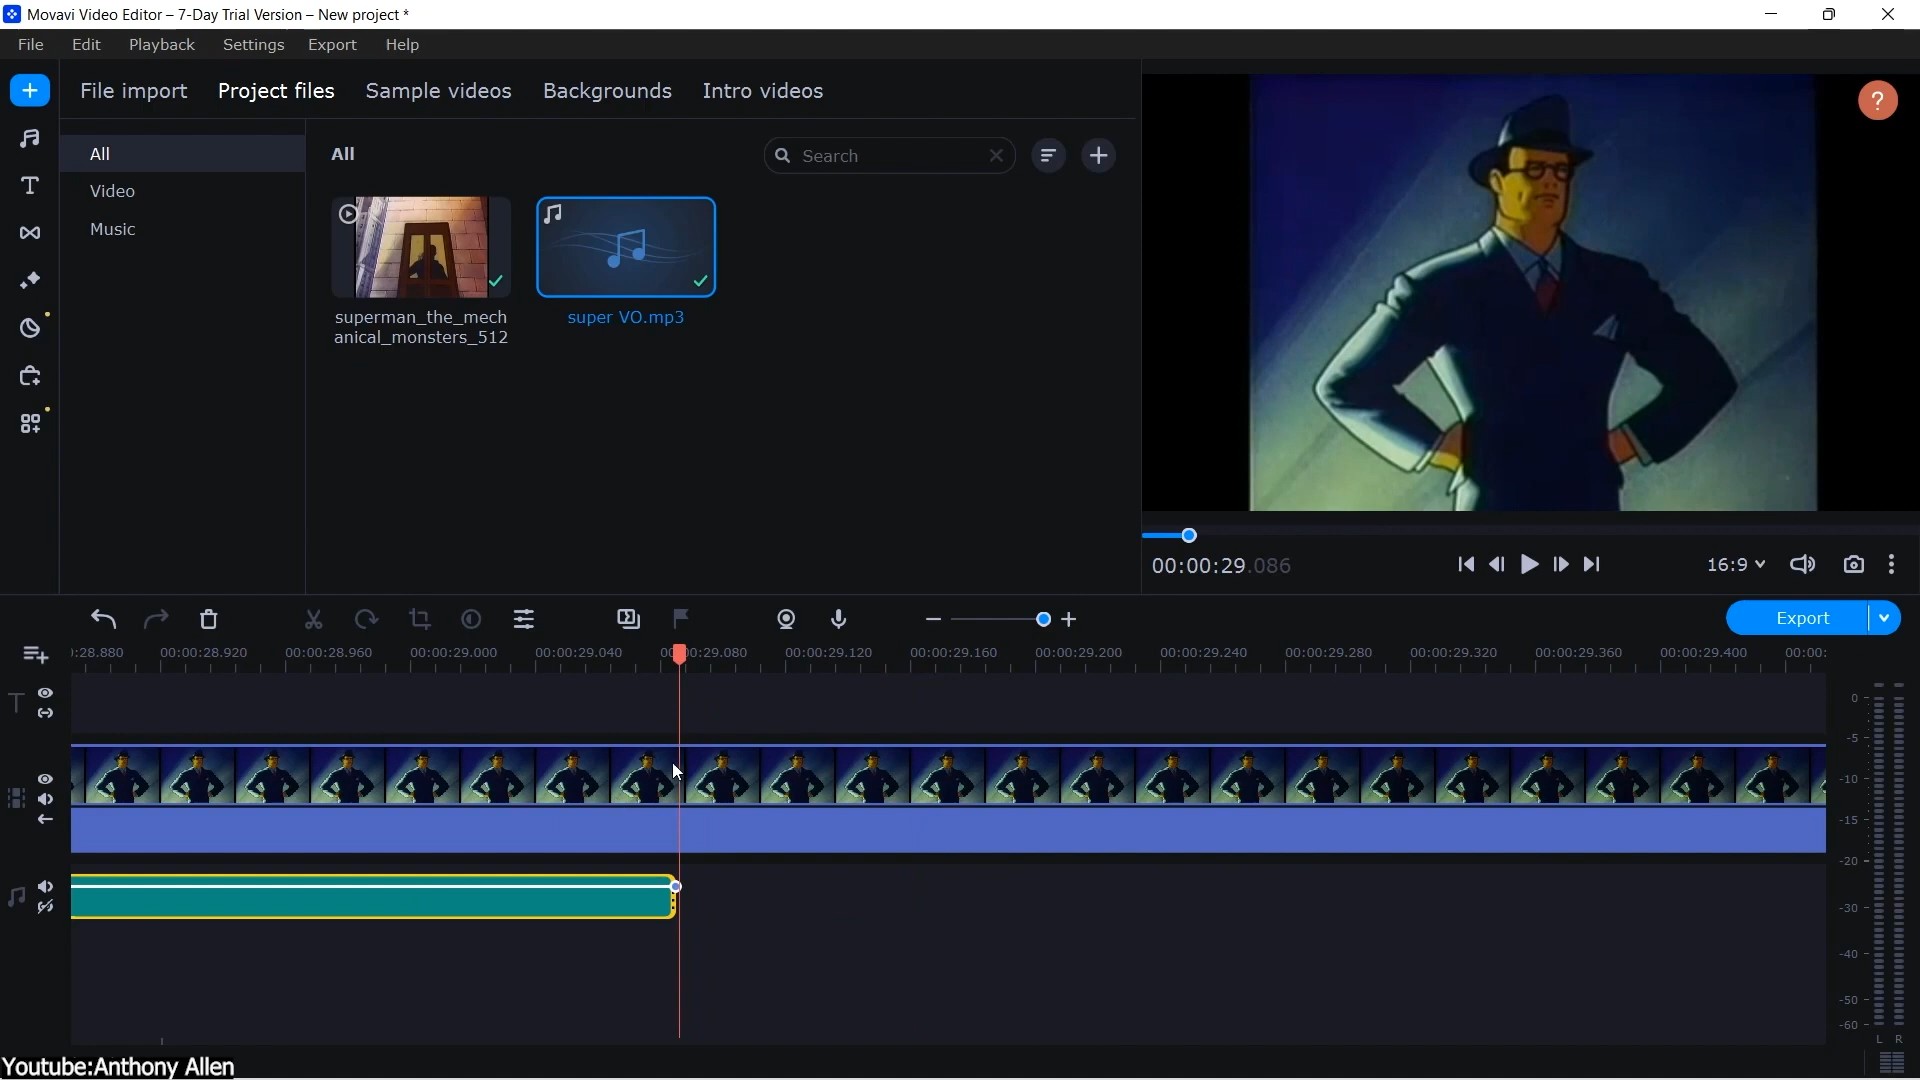 Movavi Video Editor – 7-Day Trial Version – New project *
File Edit Playback Settings Export Help
File import Project files Sample videos Backgrounds Intro videos
All
Video
Music
All
Search
superman_the_mech
anical_monsters_512
super VO.mp3
?
00:00:29.086
16:9
Export
:28.880 00:00:28.920 00:00:28.960 00:00:29.000 00:00:29.040 00:00:29.080 00:00:29.120 00:00:29.160 00:00:29.200 00:00:29.240 00:00:29.280 00:00:29.320 00:00:29.360 00:00:29.400 00:00:
0
-5
-10
-15
-20
-30
-40
-50
-60
L R
Youtube:Anthony Allen